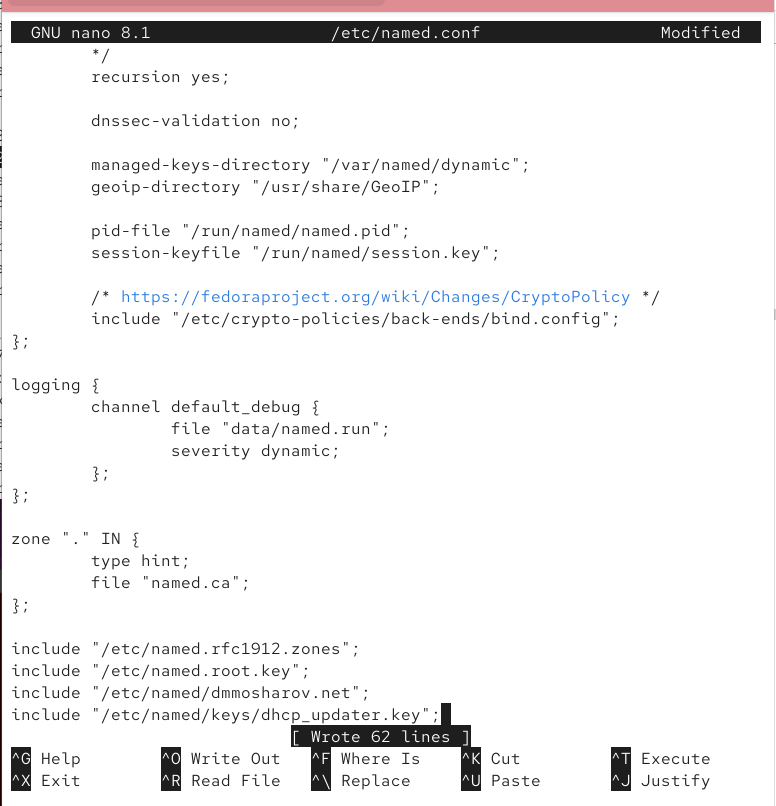 GNU nano 8.1 /etc/named.conf Modified
*/
recursion yes;
dnssec-validation no;
managed-keys-directory "/var/named/dynamic";
geoip-directory "/usr/share/GeoIP";
pid-file "/run/named/named.pid";
session-keyfile "/run/named/session.key";
/* https://fedoraproject.org/wiki/Changes/CryptoPolicy */
include "/etc/crypto-policies/back-ends/bind.config";
};
logging {
channel default_debug {
file "data/named.run";
severity dynamic;
};
};
zone "." IN {
type hint;
file "named.ca";
};
include "/etc/named.rfc1912.zones";
include "/etc/named.root.key";
include "/etc/named/dmmosharov.net";
include "/etc/named/keys/dhcp_updater.key";
[ Wrote 62 lines ]
^G Help ^O Write Out ^F Where Is ^K Cut ^T Execute
^X Exit ^R Read File ^\ Replace ^U Paste ^J Justify